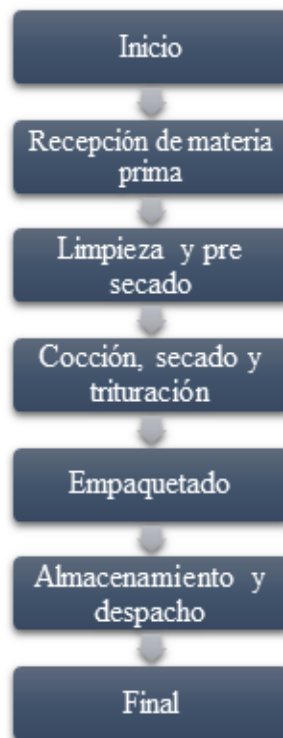 Inicio
Recepción de materia
prima
Limpieza y pre
secado
Cocción, secado y
trituración
Empaquetado
Almacenamiento y
despacho
Final